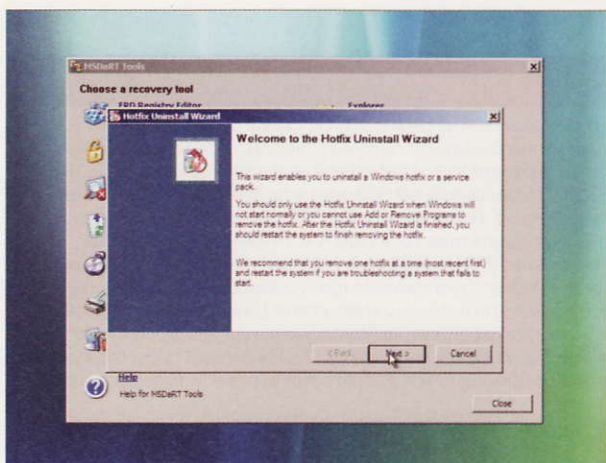 MSDaRT Tools
Choose a recovery tool
ERD Registry Editor
Explorer
Hotfix Uninstall Wizard
Welcome to the Hotfix Uninstall Wizard
This wizard enables you to uninstall a Windows hotfix or a service
pack.
You should only use the Hotfix Uninstall Wizard when Windows will
not start normally or you cannot use Add or Remove Programs to
remove the hotfix. After the Hotfix Uninstall Wizard is finished, you
should restart the system to finish removing the hotfix.
We recommend that you remove one hotfix at a time (most recent first)
and restart the system if you are troubleshooting a system that fails to
start.
< Back
Next >
Cancel
Help
Help for MSDaRT Tools
Close